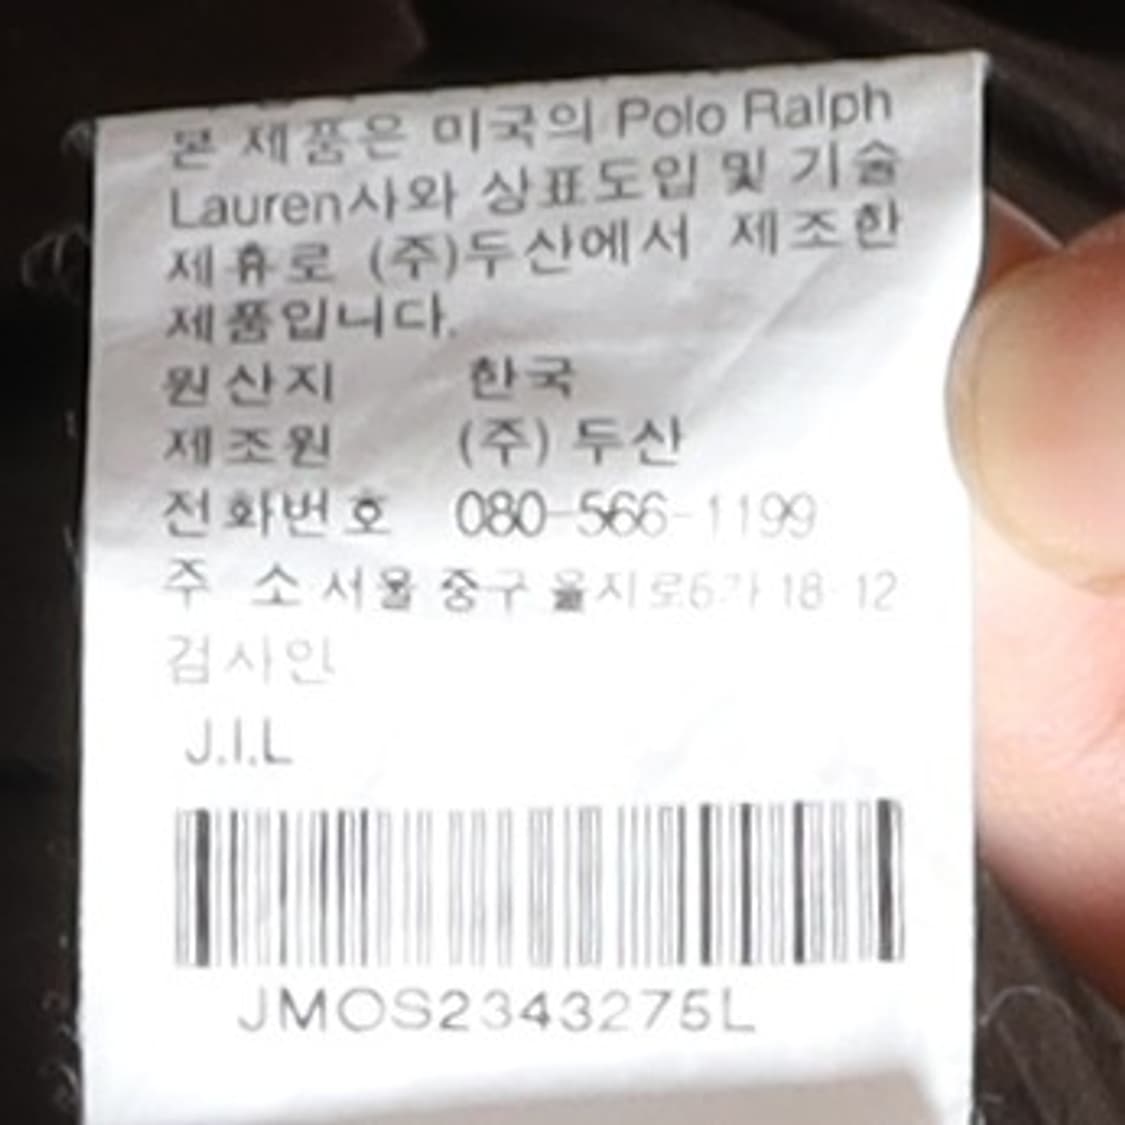 본 제품은 미국의 Polo Ralph
Lauren사와 상표도입 및 기술
제휴로 (주)두산에서 제조한
제품입니다.
원산지 한국
제조원 (주) 두산
전화번호 080-566-1199
주 소 서울 중구 을지로6가 18-12
검사인
J.I.L
JMOS2343275L